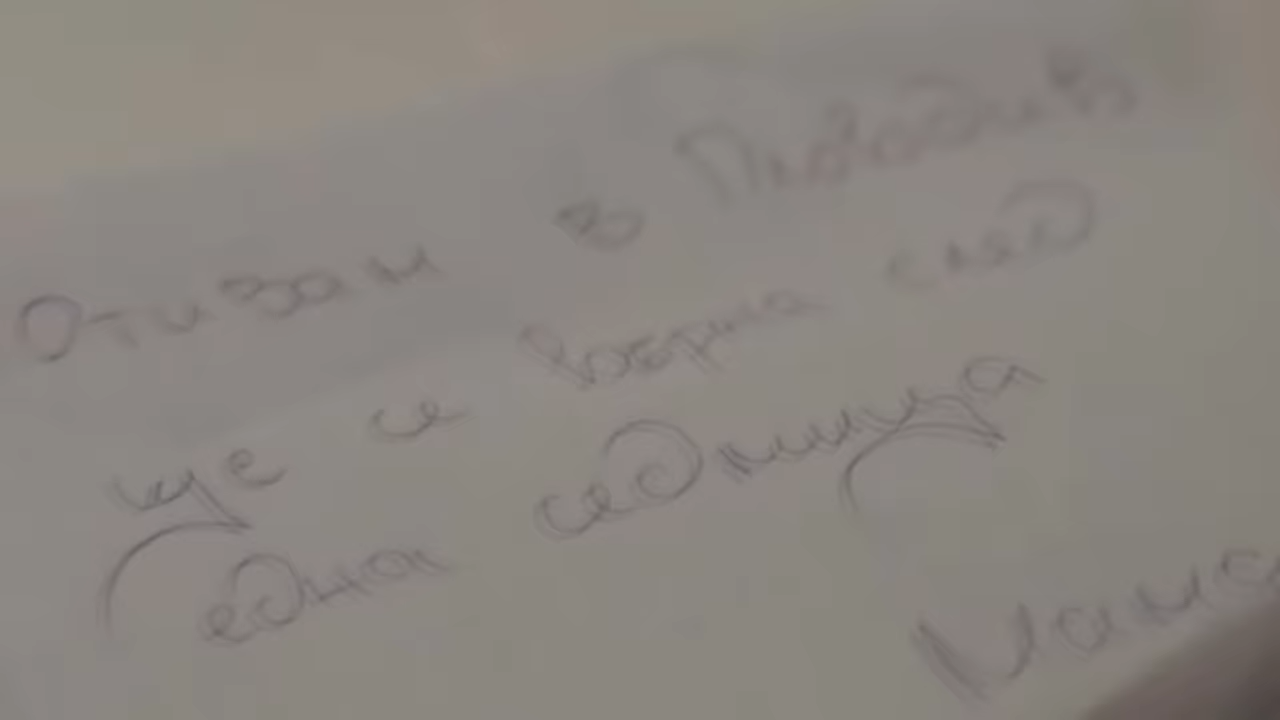 Отивам в Пловдив
ще се върна след
една седмица
Мама